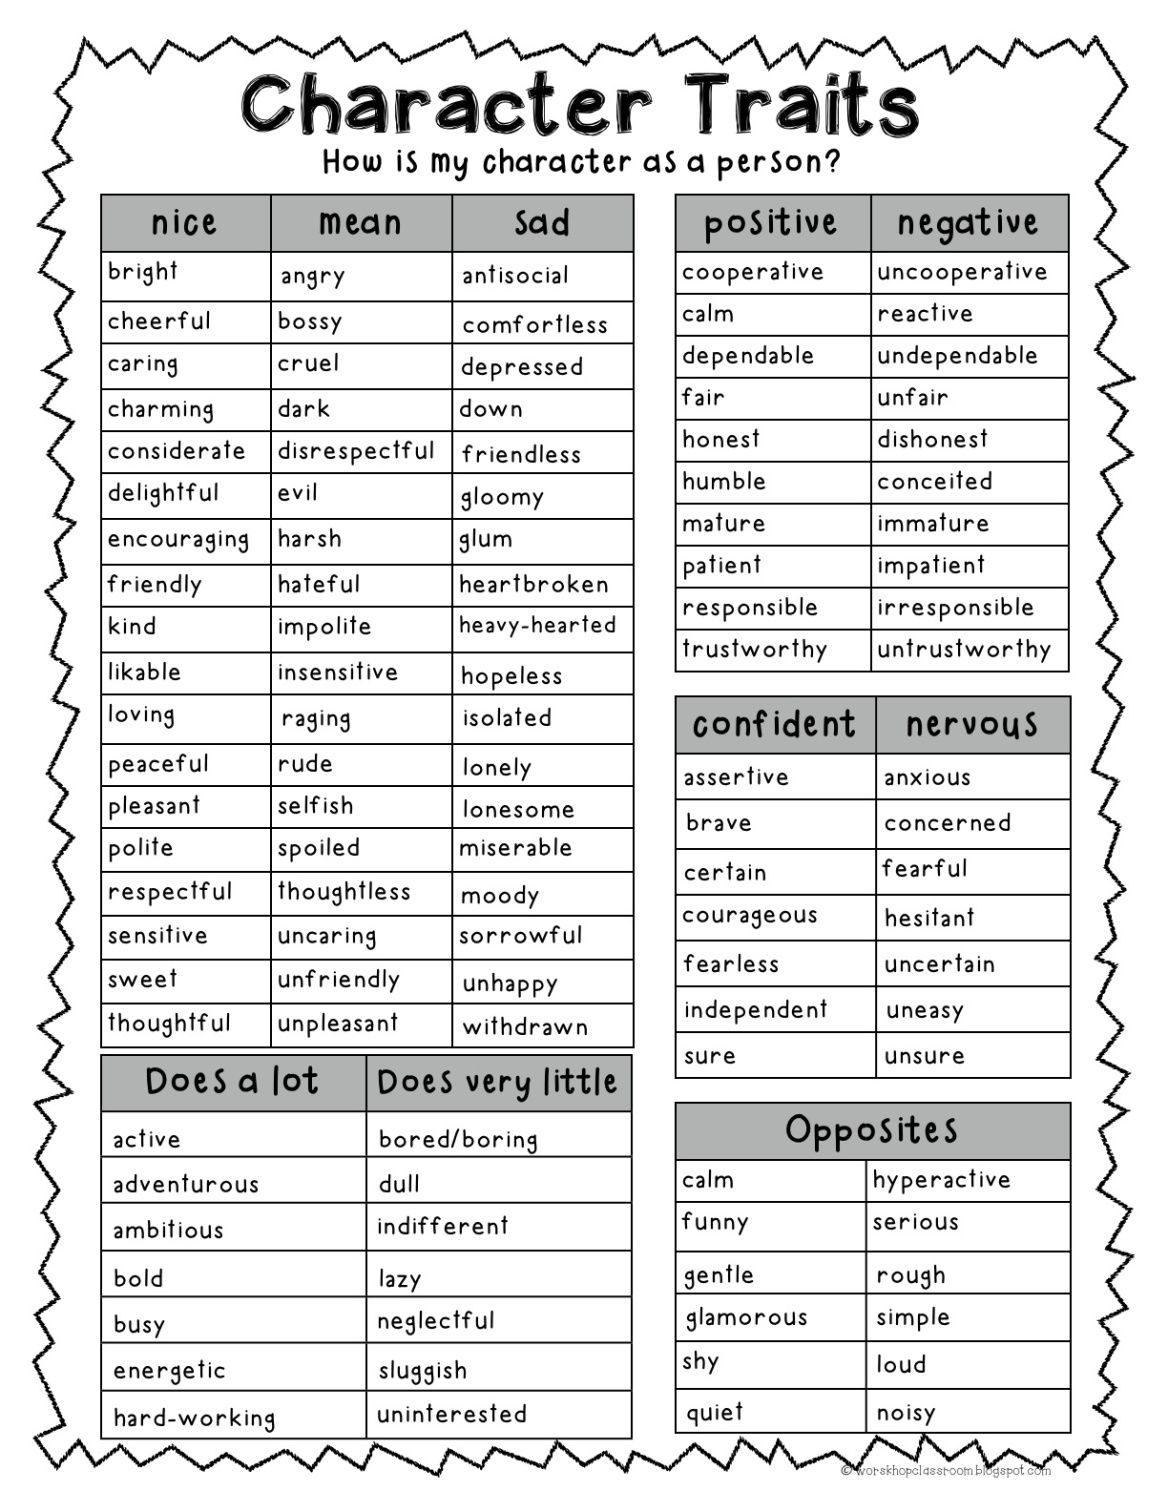 Character Traits
How is my character as a person?
nice mean sad
bright angry antisocial
cheerful bossy comfortless
caring cruel depressed
charming dark down
considerate disrespectful friendless
delightful evil gloomy
encouraging harsh glum
friendly hateful heartbroken
kind impolite heavy-hearted
likable insensitive hopeless
loving raging isolated
peaceful rude lonely
pleasant selfish lonesome
polite spoiled miserable
respectful thoughtless moody
sensitive uncaring sorrowful
sweet unfriendly unhappy
thoughtful unpleasant withdrawn
Does a lot Does very little
active bored/boring
adventurous dull
ambitious indifferent
bold lazy
busy neglectful
energetic sluggish
hard-working uninterested
positive negative
cooperative uncooperative
calm reactive
dependable undependable
fair unfair
honest dishonest
humble conceited
mature immature
patient impatient
responsible irresponsible
trustworthy untrustworthy
confident nervous
assertive anxious
brave concerned
certain fearful
courageous hesitant
fearless uncertain
independent uneasy
sure unsure
Opposites
calm hyperactive
funny serious
gentle rough
glamorous simple
shy loud
quiet noisy
© worskhopclassroom.blogspot.com